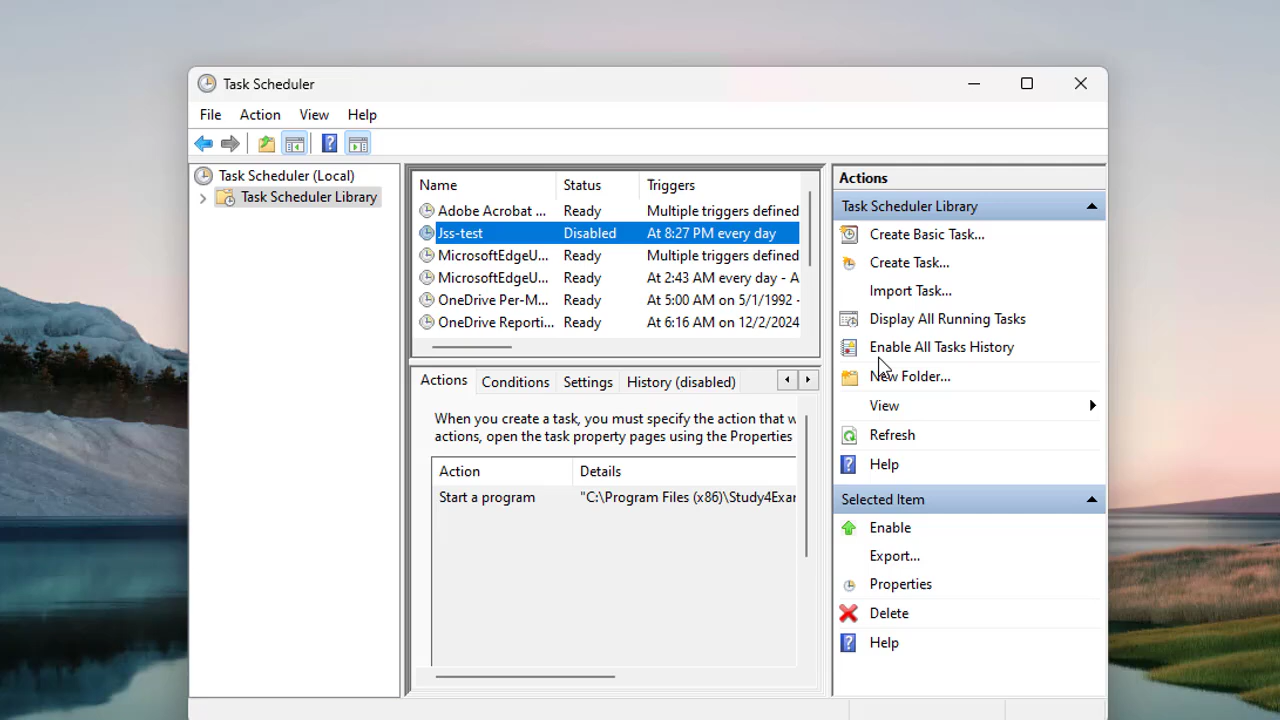 Task Scheduler
File Action View Help
Task Scheduler (Local)
Task Scheduler Library
Name Status Triggers
Adobe Acrobat ... Ready Multiple triggers defined
Jss-test Disabled At 8:27 PM every day
MicrosoftEdgeU... Ready Multiple triggers defined
MicrosoftEdgeU... Ready At 2:43 AM every day - A
OneDrive Per-M... Ready At 5:00 AM on 5/1/1992 -
OneDrive Reporti... Ready At 6:16 AM on 12/2/2024
Actions Conditions Settings History (disabled)
When you create a task, you must specify the action that w
actions, open the task property pages using the Properties
Action Details
Start a program "C:\Program Files (x86)\Study4Exar
Actions
Task Scheduler Library
Create Basic Task...
Create Task...
Import Task...
Display All Running Tasks
Enable All Tasks History
New Folder...
View
Refresh
Help
Selected Item
Enable
Export...
Properties
Delete
Help